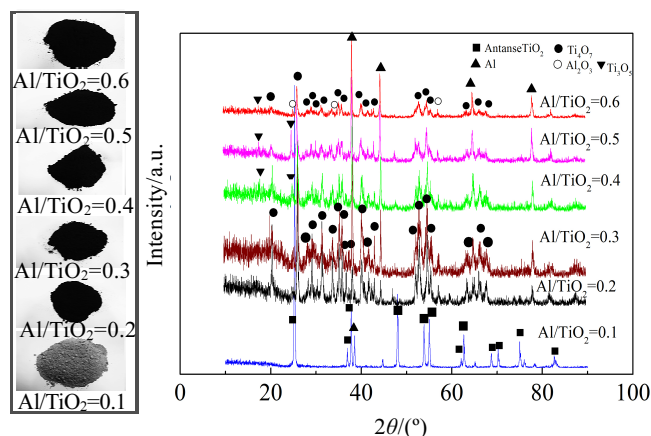 Al/TiO2=0.6
Al/TiO2=0.5
Al/TiO2=0.4
Al/TiO2=0.3
Al/TiO2=0.2
Al/TiO2=0.1
Intensity/a.u.
AntanseTiO2
Ti4O7
Al
Al2O3
Ti3O5
Al/TiO2=0.6
Al/TiO2=0.5
Al/TiO2=0.4
Al/TiO2=0.3
Al/TiO2=0.2
Al/TiO2=0.1
0 20 40 60 80 100
2θ/(º)